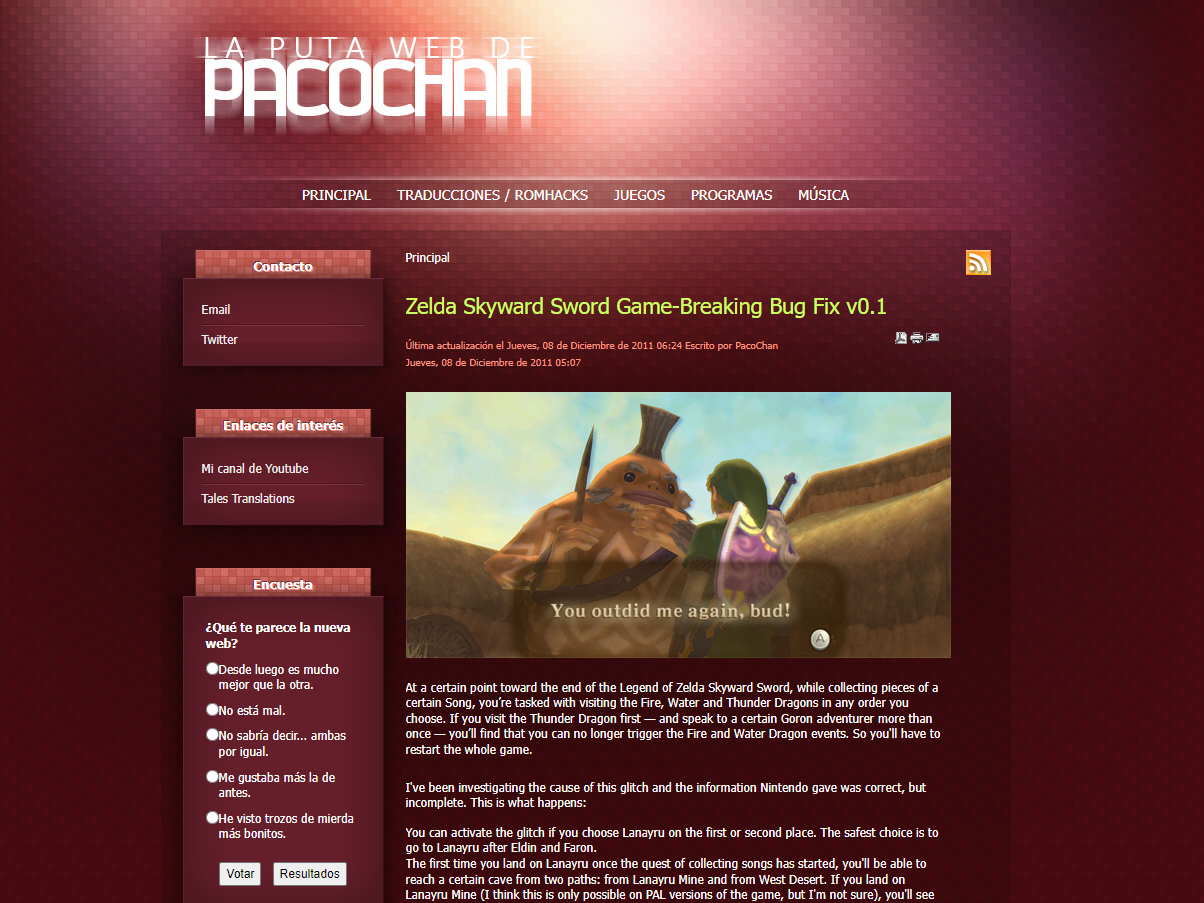 LA PUTA WEB DE
PACOCHAN
PRINCIPAL TRADUCCIONES / ROMHACKS JUEGOS PROGRAMAS MÚSICA
Contacto
Email
Twitter
Enlaces de interés
Mi canal de Youtube
Tales Translations
Encuesta
¿Qué te parece la nueva
web?
Desde luego es mucho
mejor que la otra.
No está mal.
No sabría decir... ambas
por igual.
Me gustaba más la de
antes.
He visto trozos de mierda
más bonitos.
Votar Resultados
Principal
Zelda Skyward Sword Game-Breaking Bug Fix v0.1
Última actualización el Jueves, 08 de Diciembre de 2011 06:24 Escrito por PacoChan
Jueves, 08 de Diciembre de 2011 05:07
You outdid me again, bud!
A
At a certain point toward the end of the Legend of Zelda Skyward Sword, while collecting pieces of a
certain Song, you're tasked with visiting the Fire, Water and Thunder Dragons in any order you
choose. If you visit the Thunder Dragon first — and speak to a certain Goron adventurer more than
once — you'll find that you can no longer trigger the Fire and Water Dragon events. So you'll have to
restart the whole game.
I've been investigating the cause of this glitch and the information Nintendo gave was correct, but
incomplete. This is what happens:
You can activate the glitch if you choose Lanayru on the first or second place. The safest choice is to
go to Lanayru after Eldin and Faron.
The first time you land on Lanayru once the quest of collecting songs has started, you'll be able to
reach a certain cave from two paths: from Lanayru Mine and from West Desert. If you land on
Lanayru Mine (I think this is only possible on PAL versions of the game, but I'm not sure), you'll see